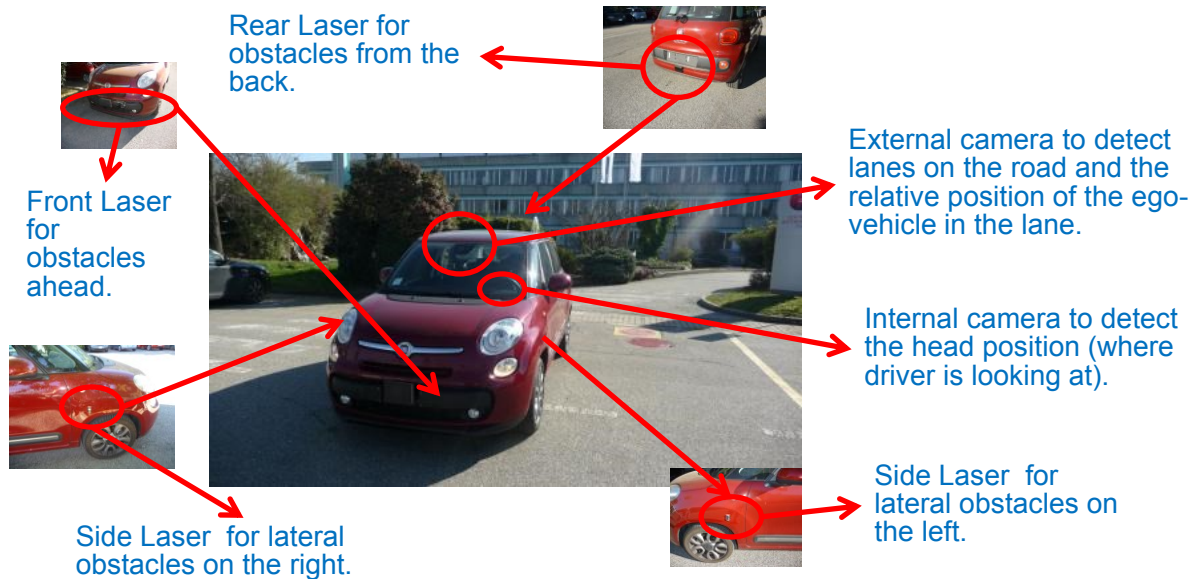 Rear Laser for
obstacles from the
back.
External camera to detect
lanes on the road and the
relative position of the ego-
vehicle in the lane.
Front Laser
for
obstacles
ahead.
Internal camera to detect
the head position (where
driver is looking at).
Side Laser  for
lateral obstacles on
the left.
Side Laser  for lateral
obstacles on the right.